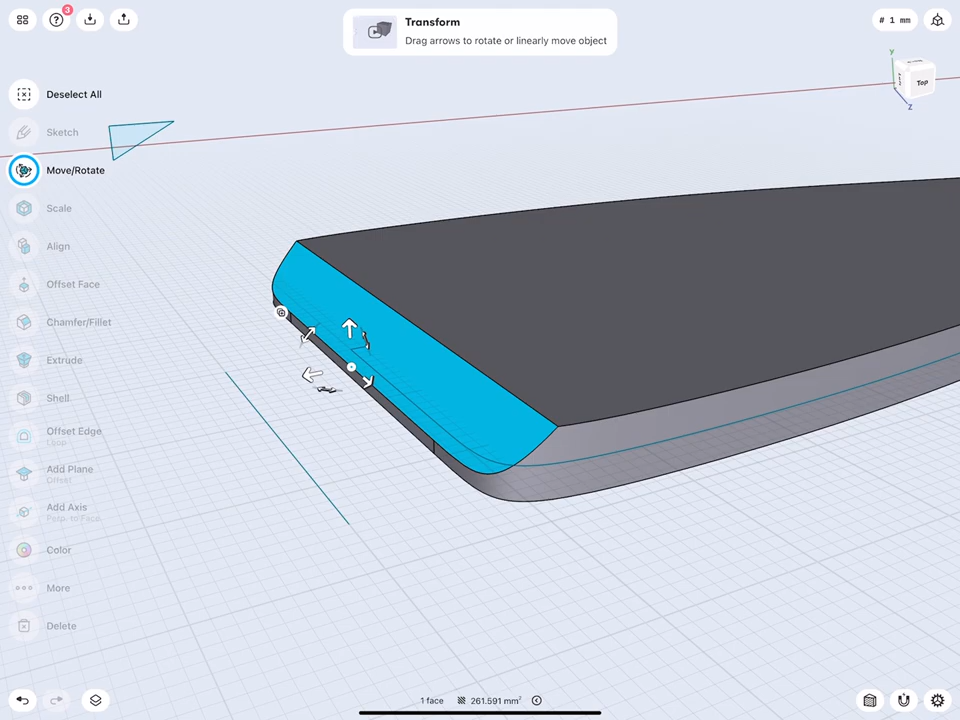 3
Transform
Drag arrows to rotate or linearly move object
# 1 mm
Y
Top
Z
Deselect All
Sketch
Move/Rotate
Scale
Align
Offset Face
Chamfer/Fillet
Extrude
Shell
Offset Edge
Loop
Add Plane
Offset
Add Axis
Perp. to Face
Color
More
Delete
1 face
261.591 mm²